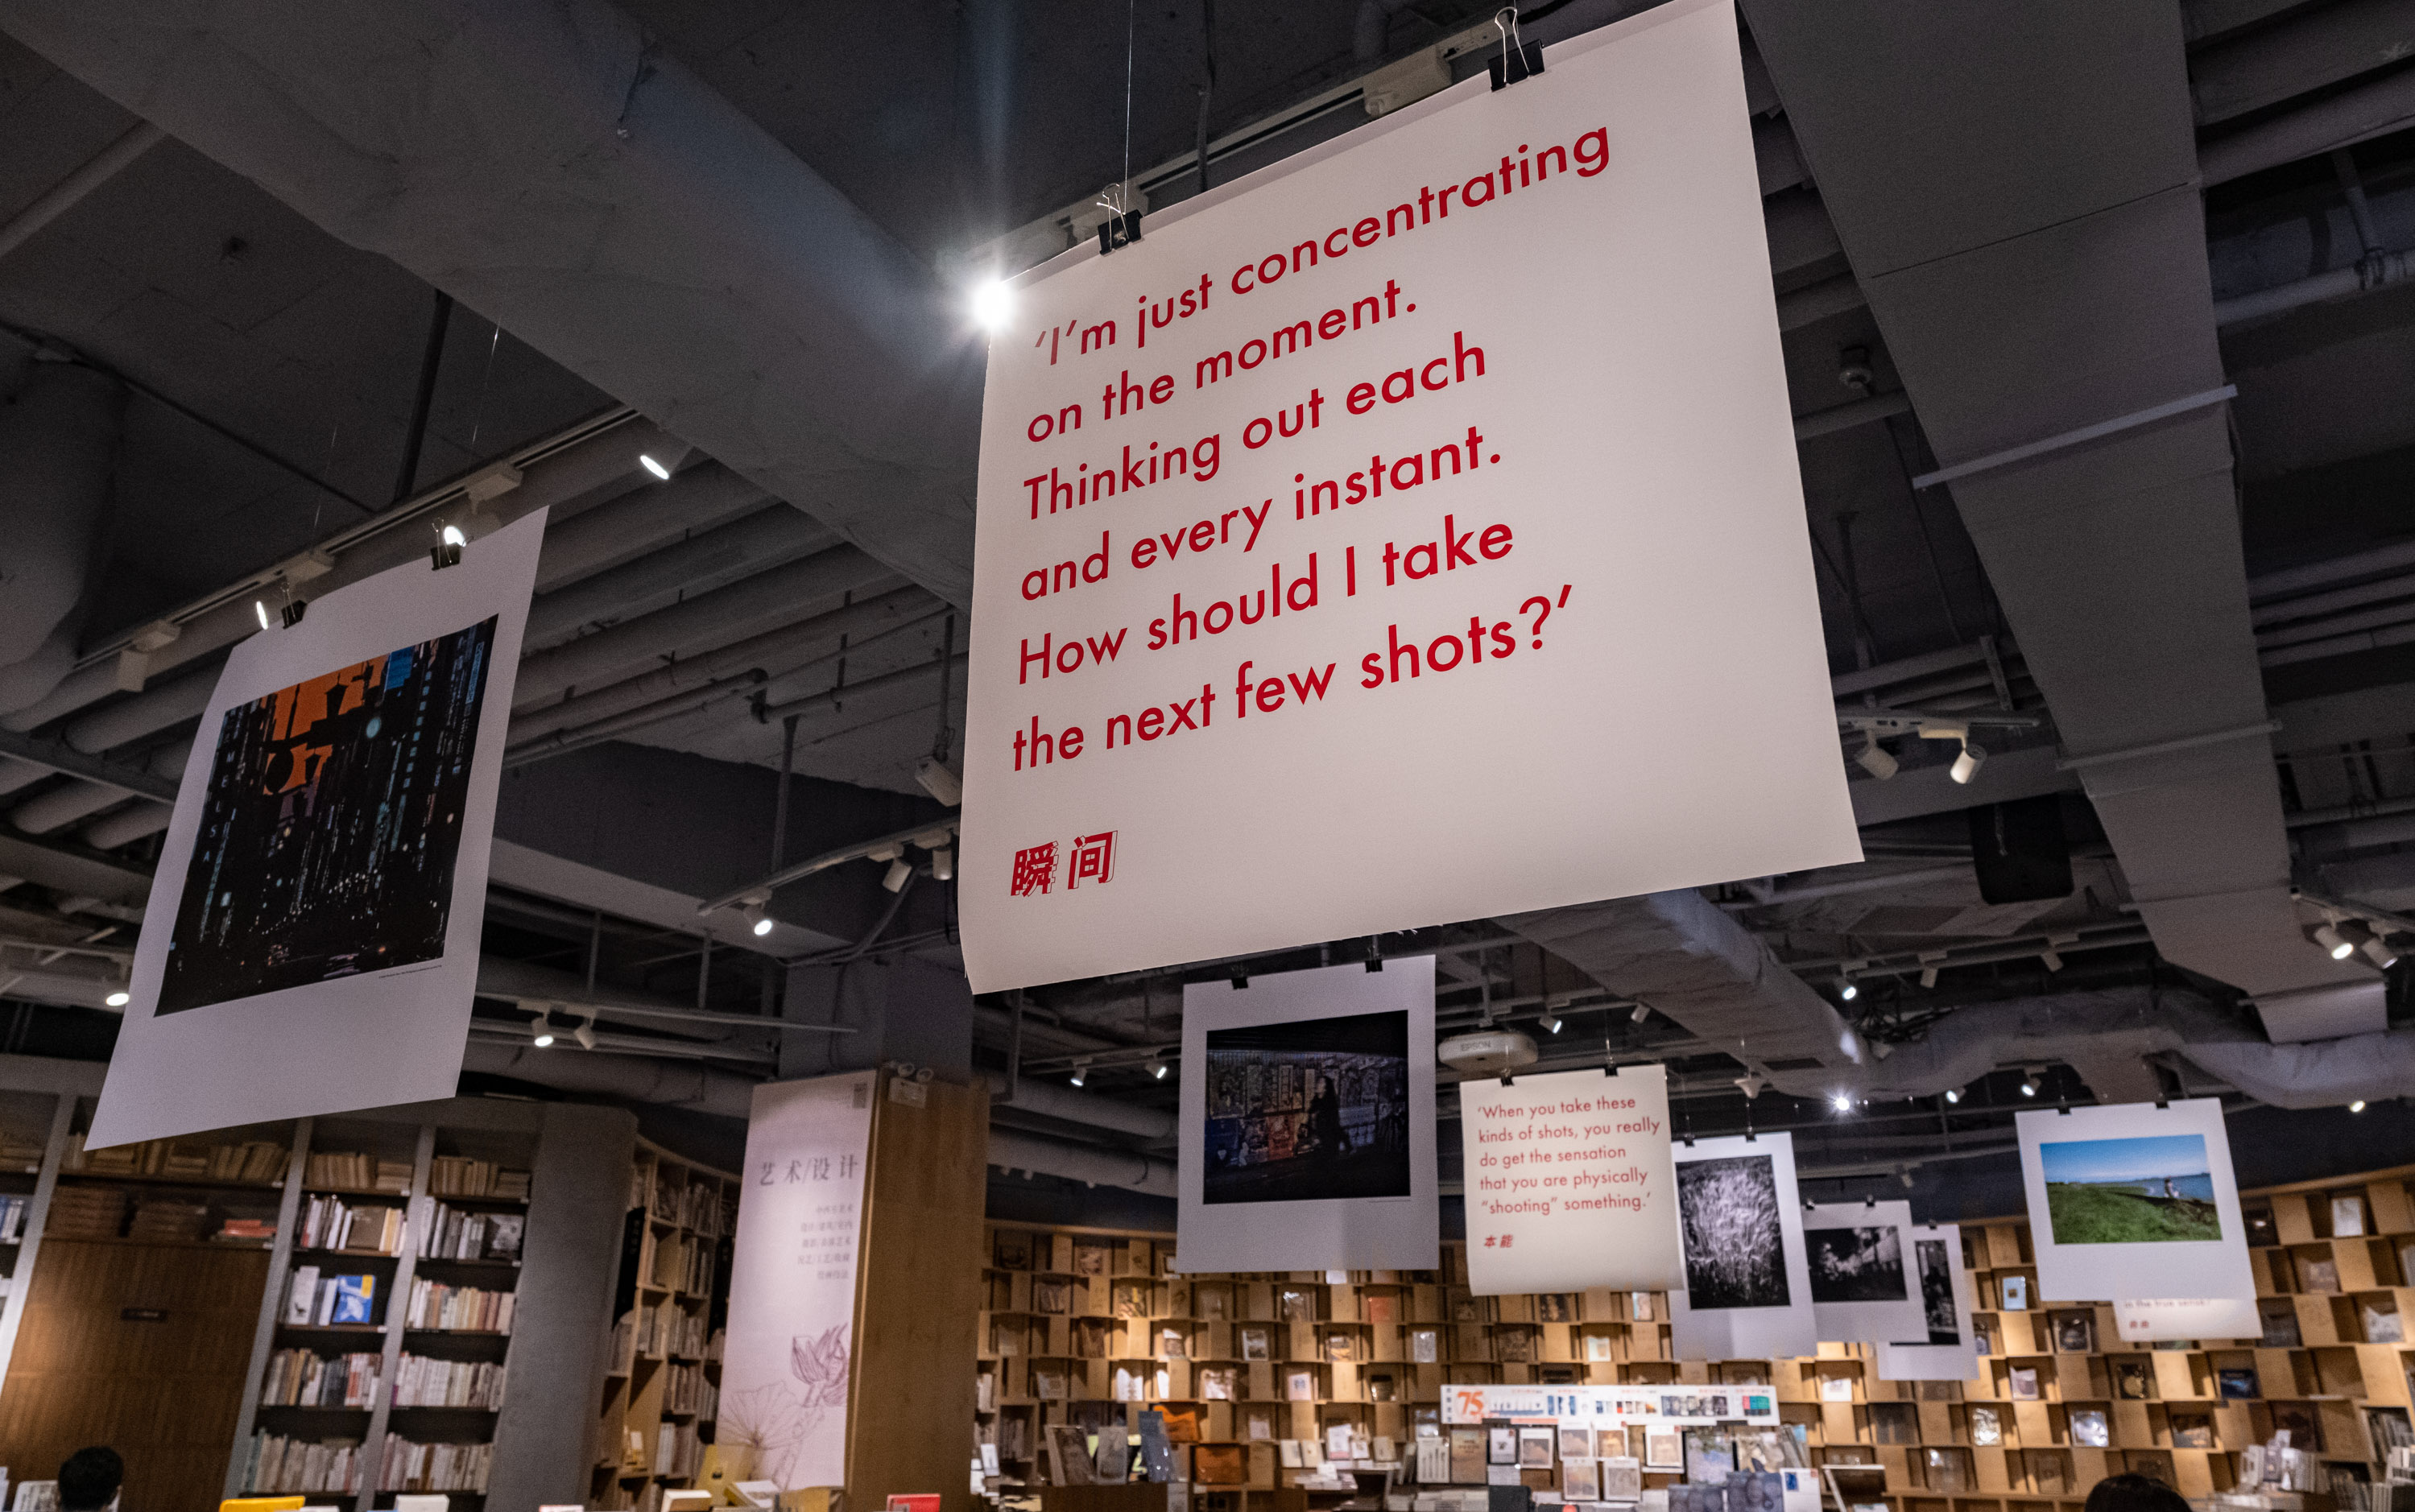 ‘I’m just concentrating
on the moment.
Thinking out each
and every instant.
How should I take
the next few shots?’
瞬间
EPSON
‘When you take these
kinds of shots, you really
do get the sensation
that you are physically
“shooting” something.’
本能
艺术/设计
75